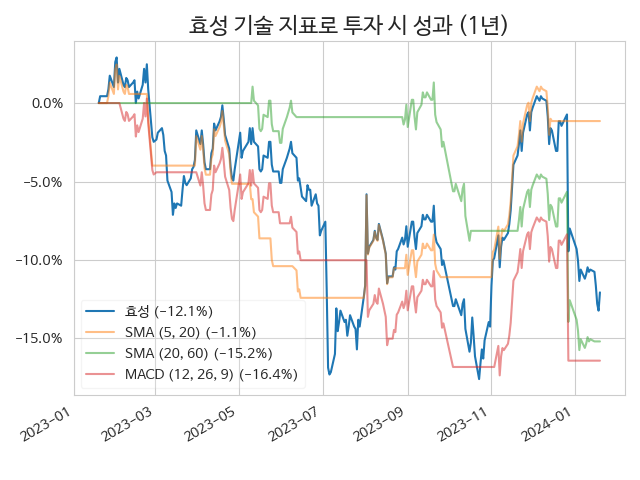 효성 기술 지표로 투자 시 성과 (1년)
0.0%
−5.0%
−10.0%
−15.0%
효성 (−12.1%)
SMA (5, 20) (−1.1%)
SMA (20, 60) (−15.2%)
MACD (12, 26, 9) (−16.4%)
2023−01
2023−03
2023−05
2023−07
2023−09
2023−11
2024−01